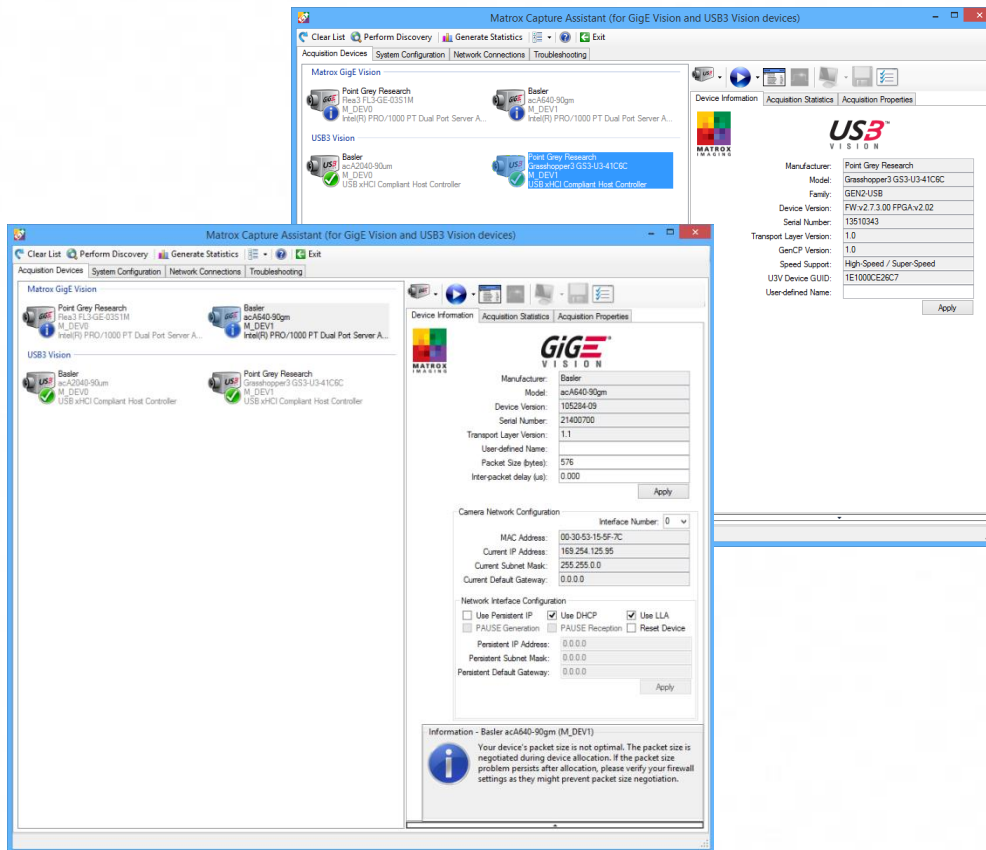 Matrox Capture Assistant (for GigE Vision and USB3 Vision devices)
Clear List Perform Discovery Generate Statistics Exit
Acquisition Devices System Configuration Network Connections Troubleshooting
Matrox GigE Vision
Point Grey Research
Flea3 FL3-GE-03S1M
M_DEV0
Intel(R) PRO/1000 PT Dual Port Server A...
Basler
acA640-90gm
M_DEV1
Intel(R) PRO/1000 PT Dual Port Server A...
USB3 Vision
Basler
acA2040-90um
M_DEV0
USB xHCI Compliant Host Controller
Point Grey Research
Grasshopper3 GS3-U3-41C6C
M_DEV1
USB xHCI Compliant Host Controller
Device Information Acquisition Statistics Acquisition Properties
MATROX
IMAGING
USB3
VISION
Manufacturer: Point Grey Research
Model: Grasshopper3 GS3-U3-41C6C
Family: GEN2-USB
Device Version: FW:v2.7.3.00 FPGA:v2.02
Serial Number: 13510343
Transport Layer Version: 1.0
GenCP Version: 1.0
Speed Support: High-Speed / Super-Speed
U3V Device GUID: 1E1000CE26C7
User-defined Name:
Apply
Matrox Capture Assistant (for GigE Vision and USB3 Vision devices)
Clear List Perform Discovery Generate Statistics Exit
Acquisition Devices System Configuration Network Connections Troubleshooting
Matrox GigE Vision
Point Grey Research
Flea3 FL3-GE-03S1M
M_DEV0
Intel(R) PRO/1000 PT Dual Port Server A...
Basler
acA640-90gm
M_DEV1
Intel(R) PRO/1000 PT Dual Port Server A...
USB3 Vision
Basler
acA2040-90um
M_DEV0
USB xHCI Compliant Host Controller
Point Grey Research
Grasshopper3 GS3-U3-41C6C
M_DEV1
USB xHCI Compliant Host Controller
Device Information Acquisition Statistics Acquisition Properties
MATROX
IMAGING
GiGE
VISION
Manufacturer: Basler
Model: acA640-90gm
Device Version: 105284-09
Serial Number: 21400700
Transport Layer Version: 1.1
User-defined Name:
Packet Size (bytes): 576
Inter-packet delay (us): 0.000
Apply
Camera Network Configuration
Interface Number: 0
MAC Address: 00-30-53-15-5F-7C
Current IP Address: 169.254.125.95
Current Subnet Mask: 255.255.0.0
Current Default Gateway: 0.0.0.0
Network Interface Configuration
Use Persistent IP Use DHCP Use LLA
PAUSE Generation PAUSE Reception Reset Device
Persistent IP Address: 0.0.0.0
Persistent Subnet Mask: 0.0.0.0
Persistent Default Gateway: 0.0.0.0
Apply
Information - Basler acA640-90gm (M_DEV1)
Your device's packet size is not optimal. The packet size is
negotiated during device allocation. If the packet size
problem persists after allocation, please verify your firewall
settings as they might prevent packet size negotiation.